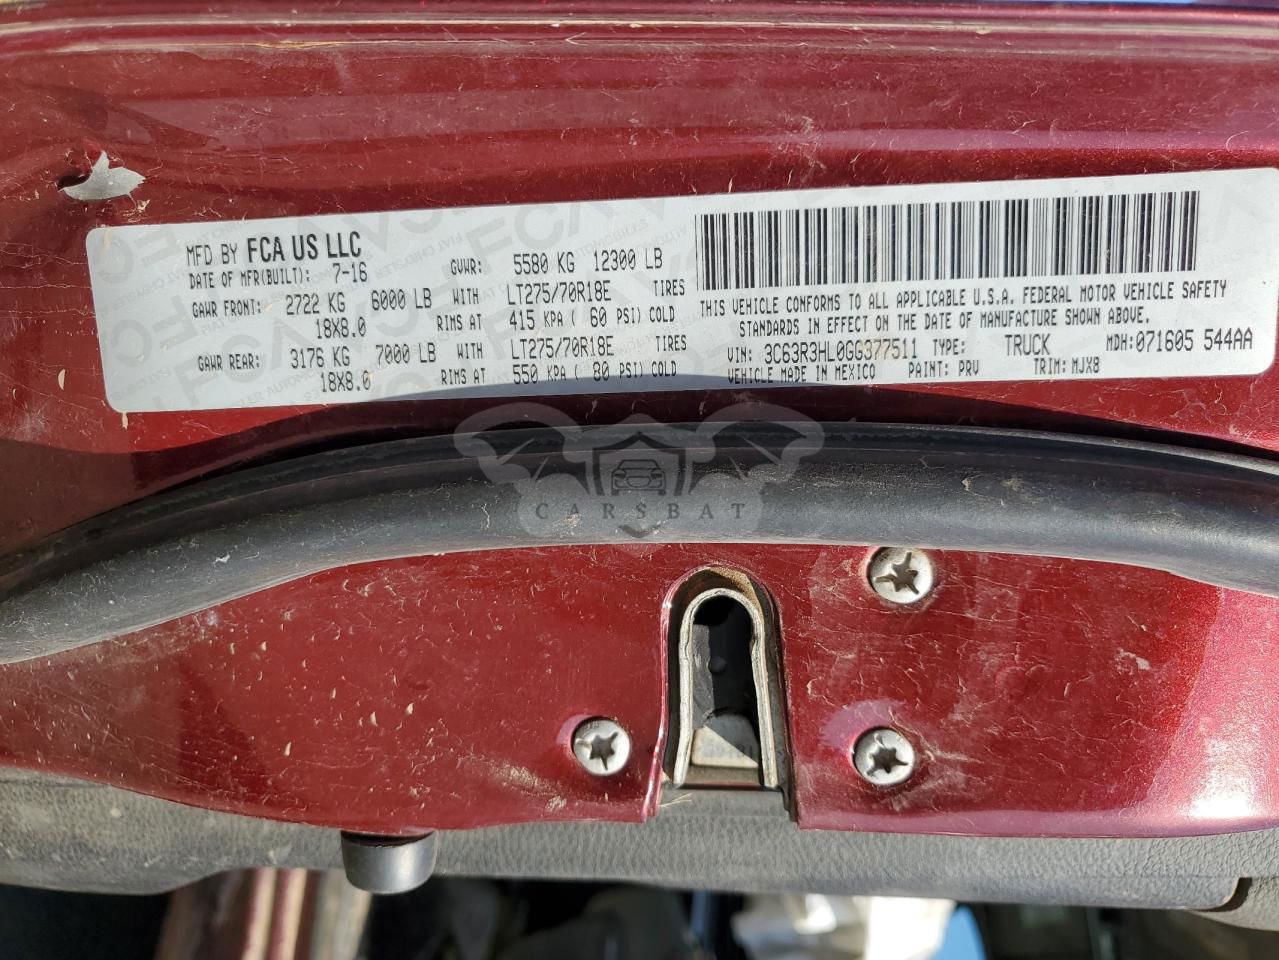 MFD BY FCA US LLC
DATE OF MFR(BUILT): 7-16 GVWR: 5580 KG 12300 LB
GAWR FRONT: 2722 KG 6000 LB WITH LT275/70R18E TIRES
18X8.0 RIMS AT 415 KPA ( 60 PSI) COLD
GAWR REAR: 3176 KG 7000 LB WITH LT275/70R18E TIRES
18X8.0 RIMS AT 550 KPA ( 80 PSI) COLD
THIS VEHICLE CONFORMS TO ALL APPLICABLE U.S.A. FEDERAL MOTOR VEHICLE SAFETY
STANDARDS IN EFFECT ON THE DATE OF MANUFACTURE SHOWN ABOVE.
VIN: 3C63R3HL0GG377511 TYPE: TRUCK MDH: 071605 544AA
VEHICLE MADE IN MEXICO PAINT: PRV TRIM: MJX8
CARSBAT